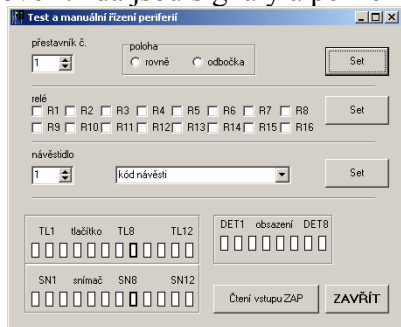 Test a manuální řízení periferií
přestavník č.
poloha
1
rovně
odbočka
Set
relé
R1 R2 R3 R4 R5 R6 R7 R8
Set
R9 R10 R11 R12 R13 R14 R15 R16
návěstidlo
1
kód návěsti
Set
TL1 tlačítko TL8 TL12
DET1 obsazení DET8
SN1 snímač SN8 SN12
Čtení vstupu ZAP
ZAVŘÍT